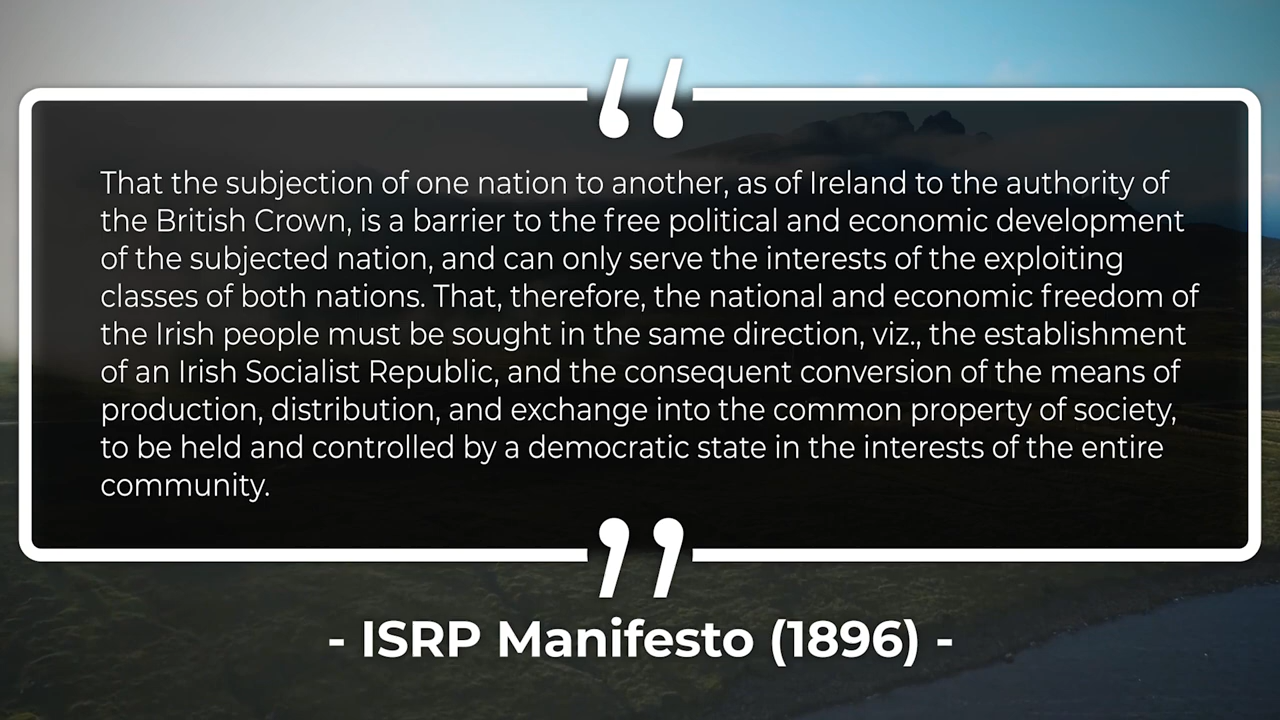 “
That the subjection of one nation to another, as of Ireland to the authority of
the British Crown, is a barrier to the free political and economic development
of the subjected nation, and can only serve the interests of the exploiting
classes of both nations. That, therefore, the national and economic freedom of
the Irish people must be sought in the same direction, viz., the establishment
of an Irish Socialist Republic, and the consequent conversion of the means of
production, distribution, and exchange into the common property of society,
to be held and controlled by a democratic state in the interests of the entire
community.
”
- ISRP Manifesto (1896) -